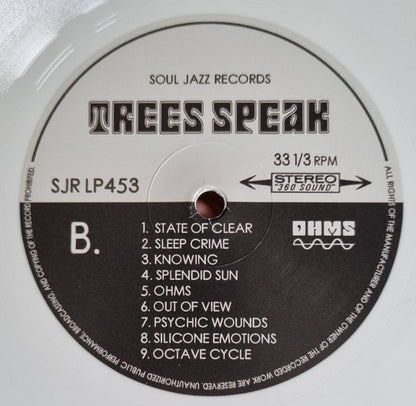 SOUL JAZZ RECORDS
TREES SPEAK
33 1/3 RPM
SJR LP453
STEREO
"360 SOUND"
B.
OHMS
1. STATE OF CLEAR
2. SLEEP CRIME
3. KNOWING
4. SPLENDID SUN
5. OHMS
6. OUT OF VIEW
7. PSYCHIC WOUNDS
8. SILICONE EMOTIONS
9. OCTAVE CYCLE
ALL RIGHTS OF THE MANUFACTURER AND OF THE OWNER OF THE RECORDED WORK ARE RESERVED. UNAUTHORIZED PUBLIC PERFORMANCE, BROADCASTING AND COPYING OF THE RECORD PROHIBITED.